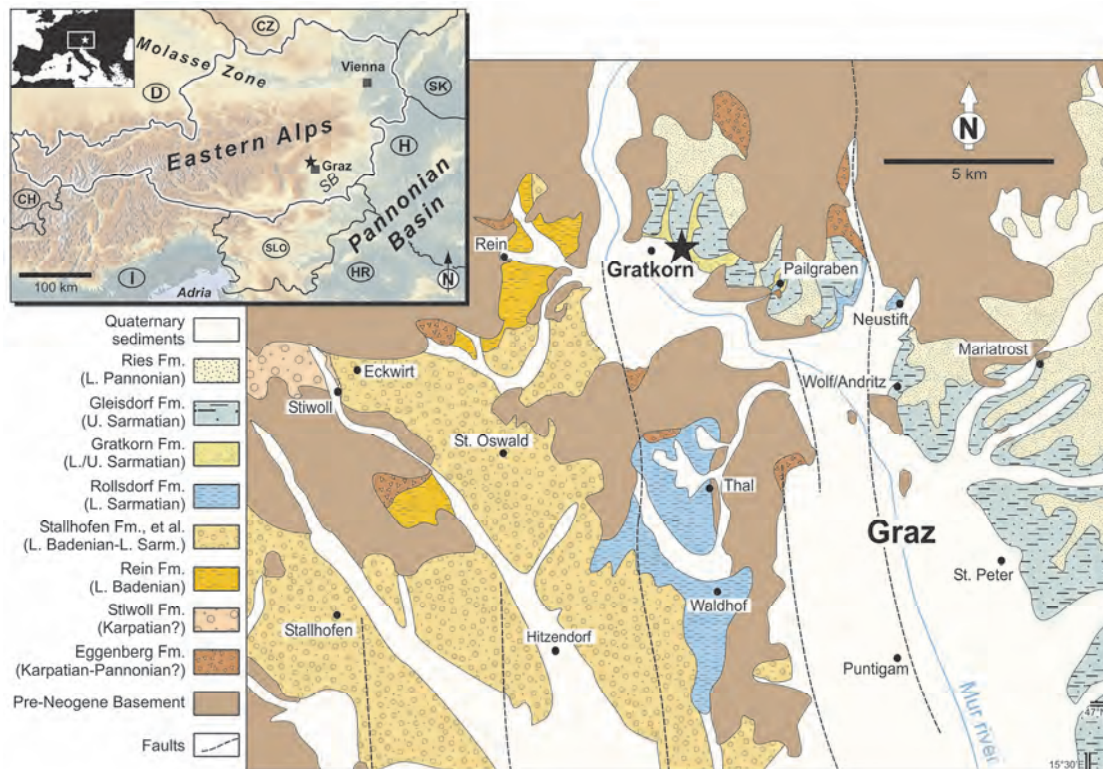 CZ
Molasse Zone
Vienna
SK
D
Eastern Alps
H
Graz
SB
CH
Pannonian
Basin
SLO
I
HR
Adria
N
100 km
N
5 km
Rein
Gratkorn
Pailgraben
Neustift
Mariatrost
Eckwirt
Wolf/Andritz
Stiwoll
St. Oswald
Thal
Graz
St. Peter
Waldhof
Stallhofen
Hitzendorf
Puntigam
Mur river
47°N
15°30´E
Quaternary
sediments
Ries Fm.
(L. Pannonian)
Gleisdorf Fm.
(U. Sarmatian)
Gratkorn Fm.
(L./U. Sarmatian)
Rollsdorf Fm.
(L. Sarmatian)
Stallhofen Fm., et al.
(L. Badenian-L. Sarm.)
Rein Fm.
(L. Badenian)
Stiwoll Fm.
(Karpatian?)
Eggenberg Fm.
(Karpatian-Pannonian?)
Pre-Neogene Basement
Faults